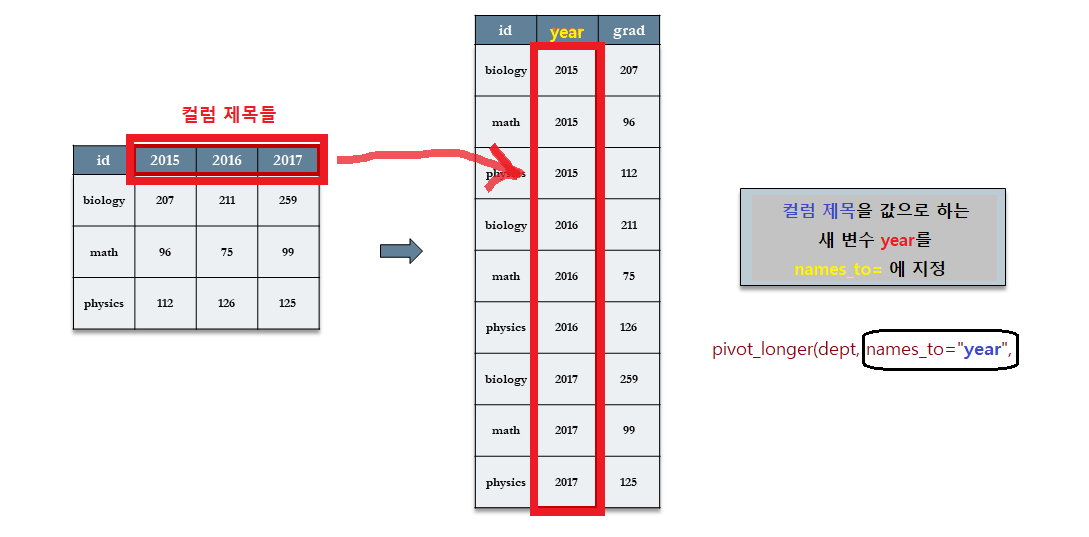 컬럼 제목들
id 2015 2016 2017
biology 207 211 259
math 96 75 99
physics 112 126 125
id year grad
biology 2015 207
math 2015 96
physics 2015 112
biology 2016 211
math 2016 75
physics 2016 126
biology 2017 259
math 2017 99
physics 2017 125
컬럼 제목을 값으로 하는
새 변수 year를
names_to= 에 지정
pivot_longer(dept, names_to="year",